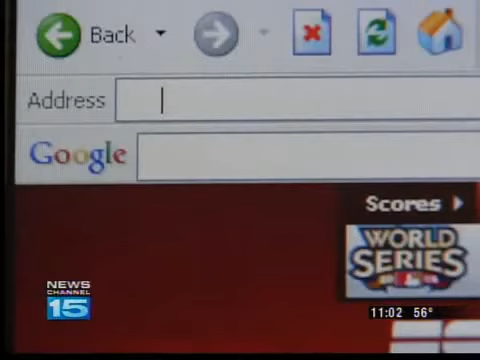 Back
Address
Google
Scores
WORLD
SERIES
NEWS
CHANNEL
15
11:02 56°